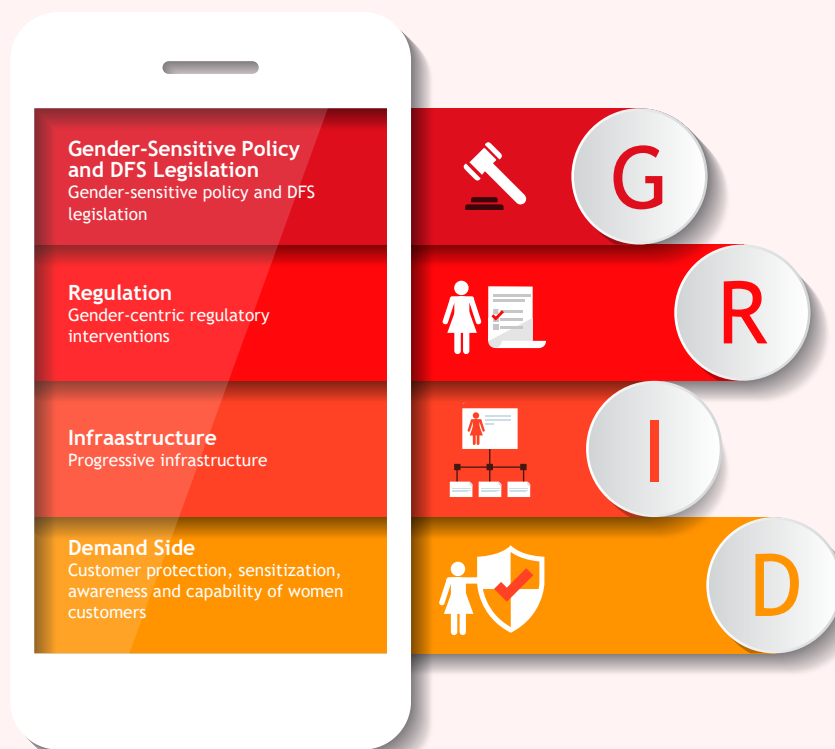 Gender-Sensitive Policy
and DFS Legislation
Gender-sensitive policy and DFS
legislation
G
Regulation
Gender-centric regulatory
interventions
R
Infraastructure
Progressive infrastructure
I
Demand Side
Customer protection, sensitization,
awareness and capability of women
customers
D